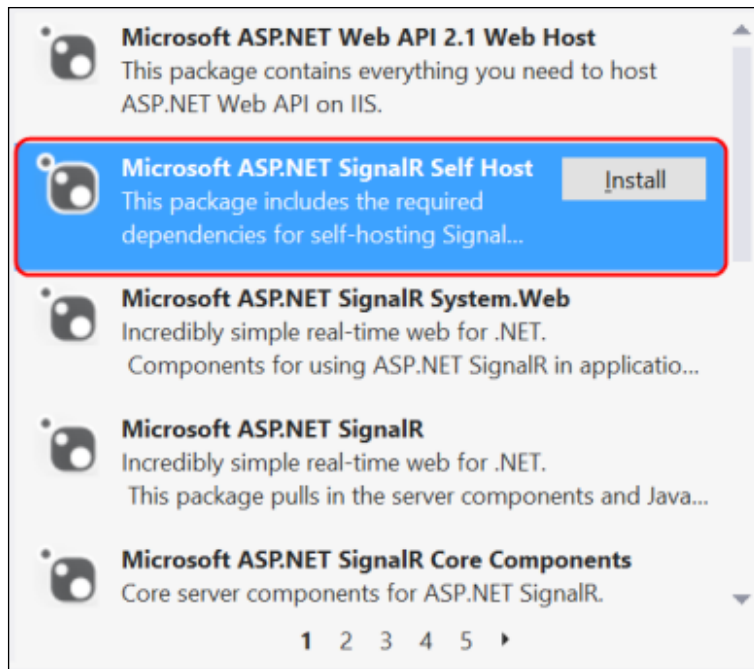 Microsoft ASP.NET Web API 2.1 Web Host
This package contains everything you need to host
ASP.NET Web API on IIS.
Microsoft ASP.NET SignalR Self Host
Install
This package includes the required
dependencies for self-hosting Signal...
Microsoft ASP.NET SignalR System.Web
Incredibly simple real-time web for .NET.
Components for using ASP.NET SignalR in applicatio...
Microsoft ASP.NET SignalR
Incredibly simple real-time web for .NET.
This package pulls in the server components and Java...
Microsoft ASP.NET SignalR Core Components
Core server components for ASP.NET SignalR.
1 2 3 4 5